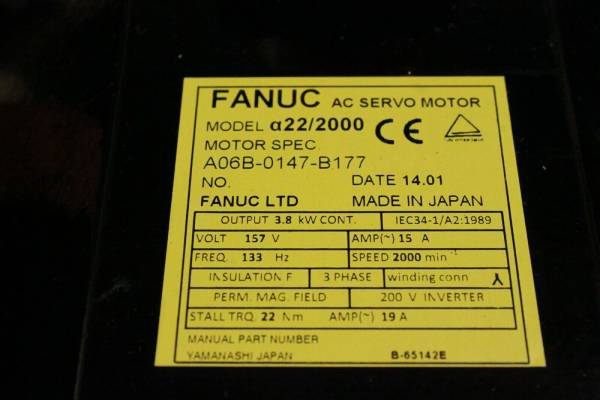 FANUC AC SERVO MOTOR
MODEL α22/2000 CE
MOTOR SPEC.
A06B-0147-B177
NO. DATE 14.01
FANUC LTD MADE IN JAPAN
OUTPUT 3.8 kW CONT. IEC34-1/A2:1989
VOLT 157 V AMP(~) 15 A
FREQ. 133 Hz SPEED 2000 min⁻¹
INSULATION F 3 PHASE winding conn
PERM. MAG. FIELD 200 V INVERTER
STALL TRQ. 22 Nm AMP(~) 19 A
MANUAL PART NUMBER
YAMANASHI JAPAN B-65142E